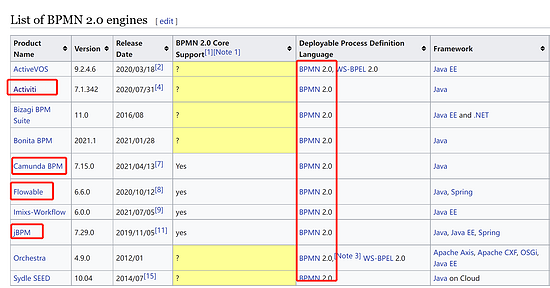 List of BPMN 2.0 engines [ edit ]
Product Name Version Release Date BPMN 2.0 Core Support[1][Note 1] Deployable Process Definition Language Framework
ActiveVOS 9.2.4.6 2020/03/18[2] ? BPMN 2.0, WS-BPEL 2.0 Java EE
Activiti 7.1.342 2020/07/31[4] ? BPMN 2.0 Java
Bizagi BPM Suite 11.0 2016/08 ? BPMN 2.0 Java EE and .NET
Bonita BPM 2021.1 2021/01/28 ? BPMN 2.0 Java
Camunda BPM 7.15.0 2021/04/13[7] Yes BPMN 2.0 Java
Flowable 6.6.0 2020/10/12[8] yes BPMN 2.0 Java, Spring
Imixs-Workflow 6.0.0 2021/07/05[9] yes BPMN 2.0 Java EE
jBPM 7.29.0 2019/11/05[11] yes BPMN 2.0 Java, Java EE, Spring
Orchestra 4.9.0 2012/01 ? BPMN 2.0,[Note 3] WS-BPEL 2.0 Apache Axis, Apache CXF, OSGi, Java EE
Sydle SEED 10.04 2014/07[15] ? BPMN 2.0 Java on Cloud